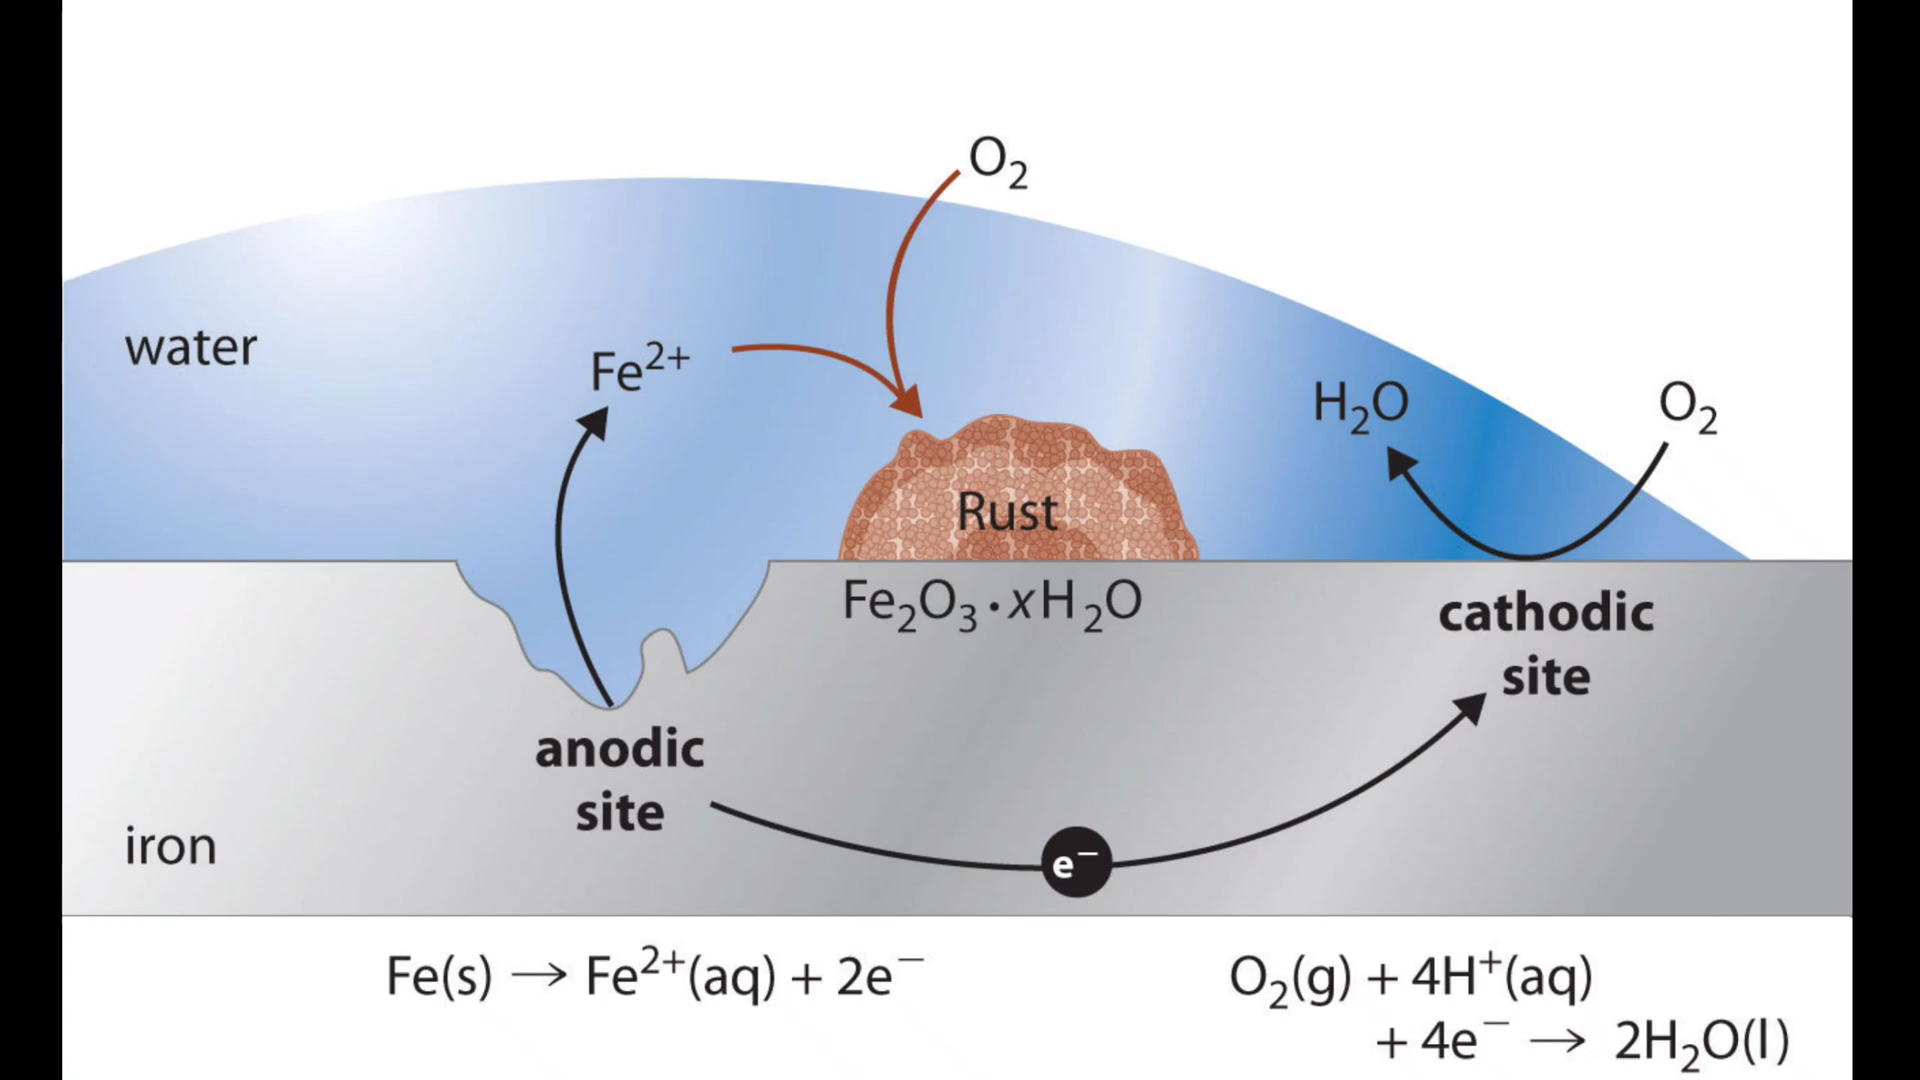 O₂
water
Fe²⁺
H₂O
O₂
Rust
Fe₂O₃ · xH₂O
cathodic
site
anodic
site
iron
e⁻
Fe(s) → Fe²⁺(aq) + 2e⁻
O₂(g) + 4H⁺(aq)
+ 4e⁻ → 2H₂O(l)